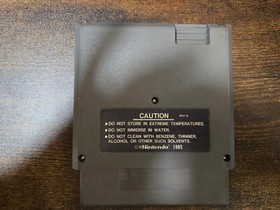 CAUTION
●DO NOT STORE IN EXTREME TEMPERATURES.
●DO NOT IMMERSE IN WATER.
●DO NOT CLEAN WITH BENZENE, THINNER,
ALCOHOL OR OTHER SUCH SOLVENTS.
©Nintendo 1985